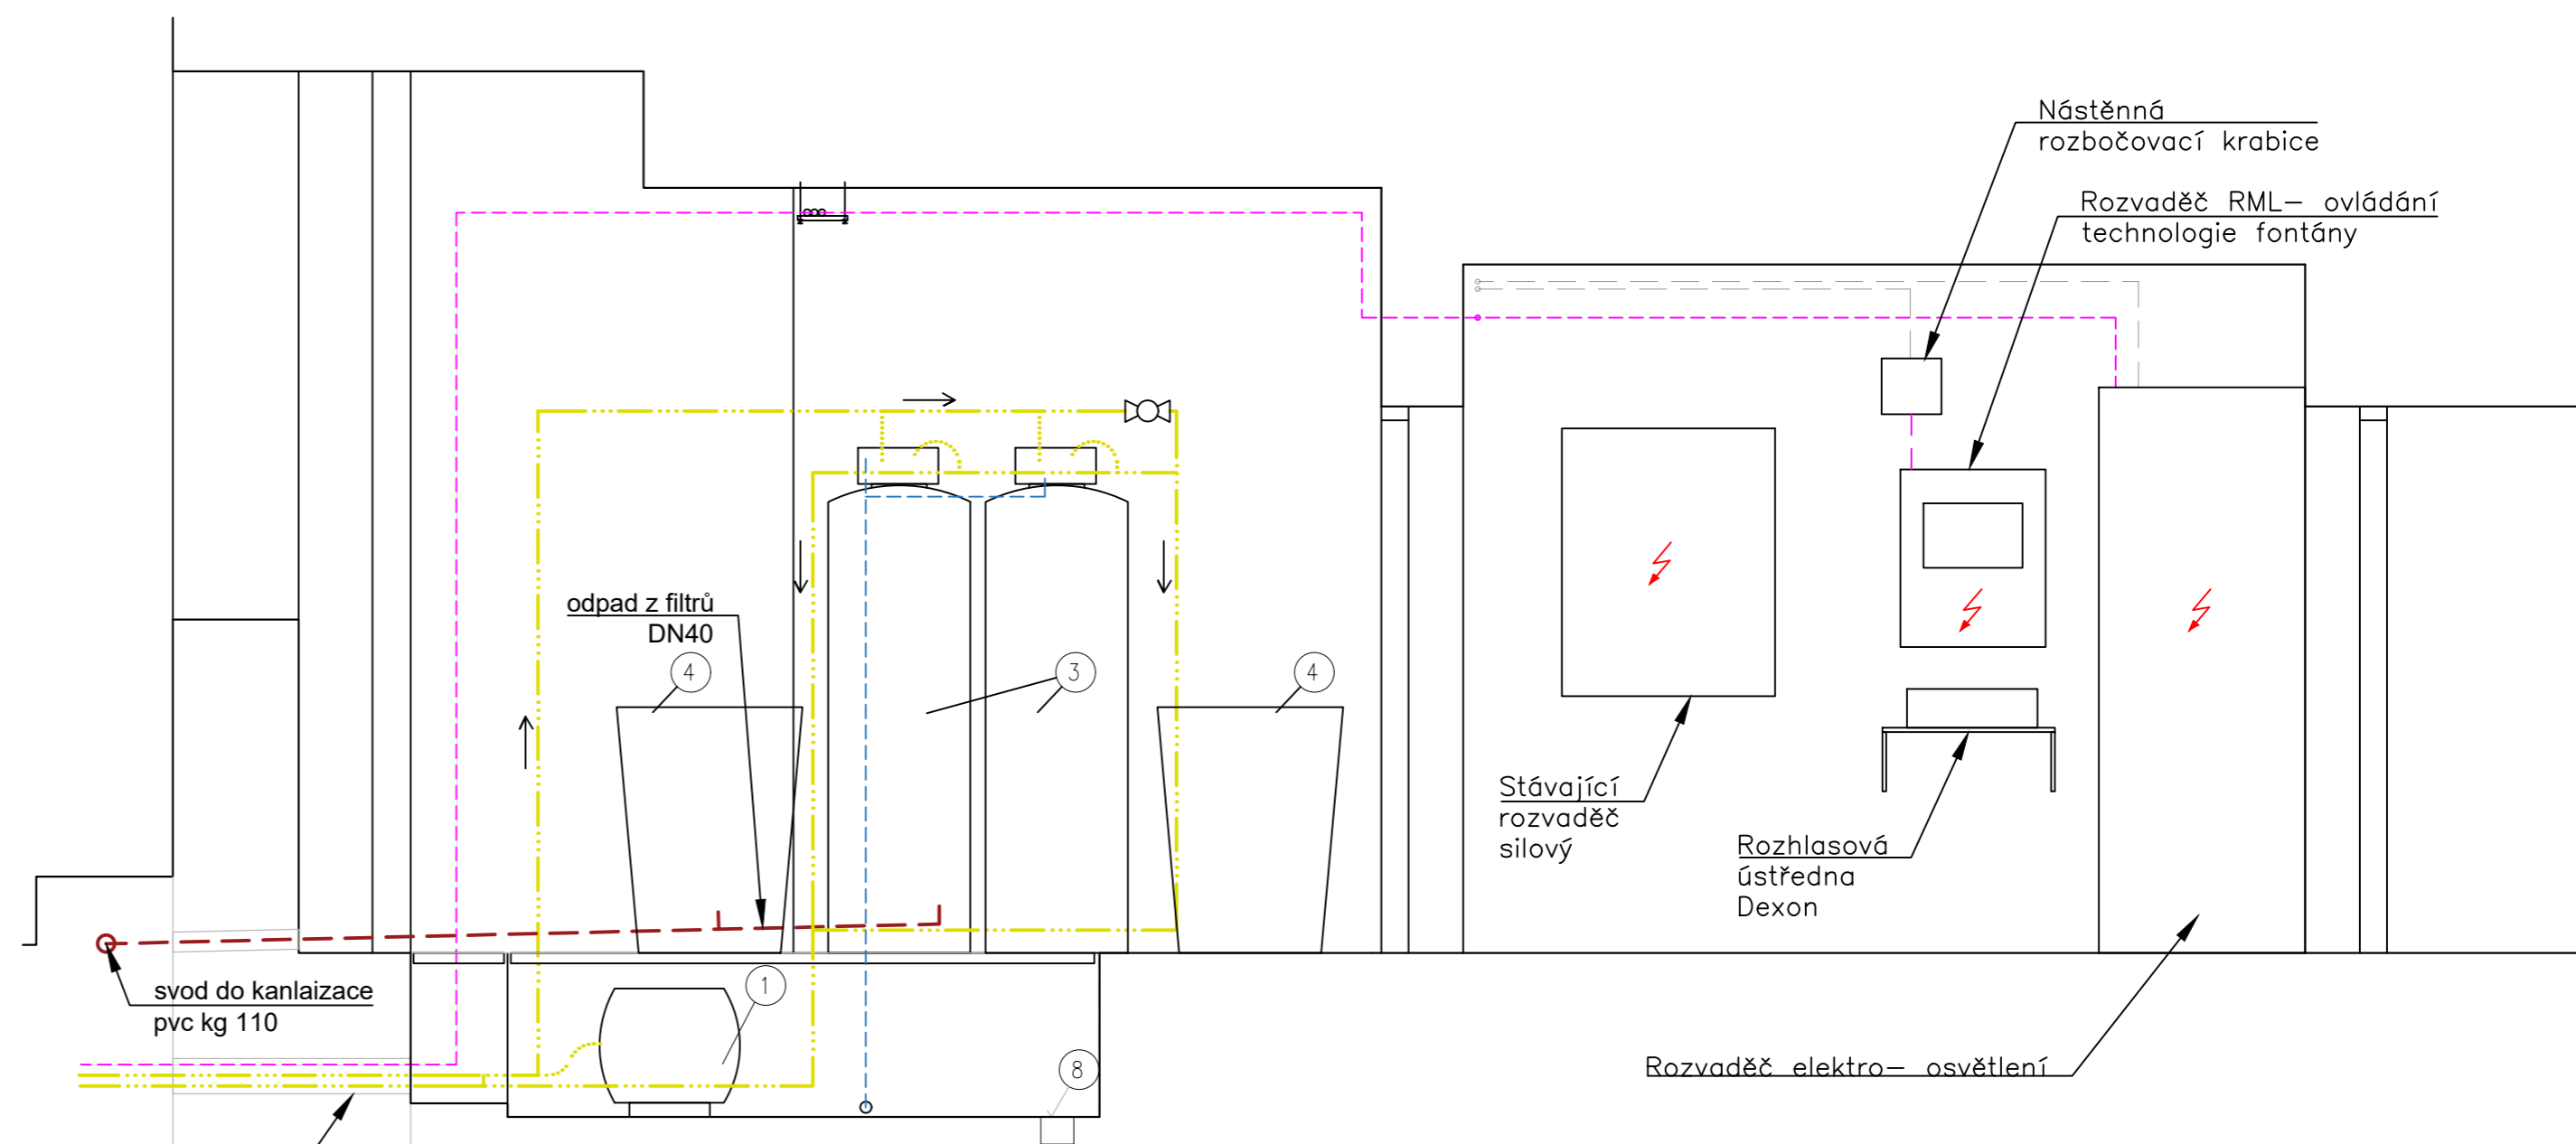 Nástěnná
rozbočovací krabice
Rozvaděč RML– ovládání
technologie fontány
odpad z filtrů
DN40
4
3
4
Stávající
rozvaděč
silový
Rozhlasová
ústředna
Dexon
svod do kanlaizace
pvc kg 110
1
8
Rozvaděč elektro– osvětlení